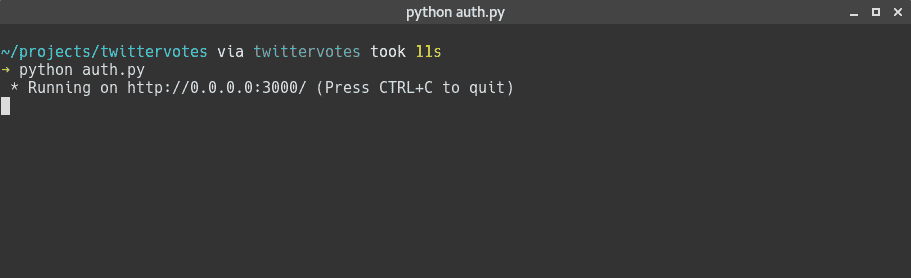 python auth.py
~/projects/twittervotes via twittervotes took 11s
➜ python auth.py
 * Running on http://0.0.0.0:3000/ (Press CTRL+C to quit)